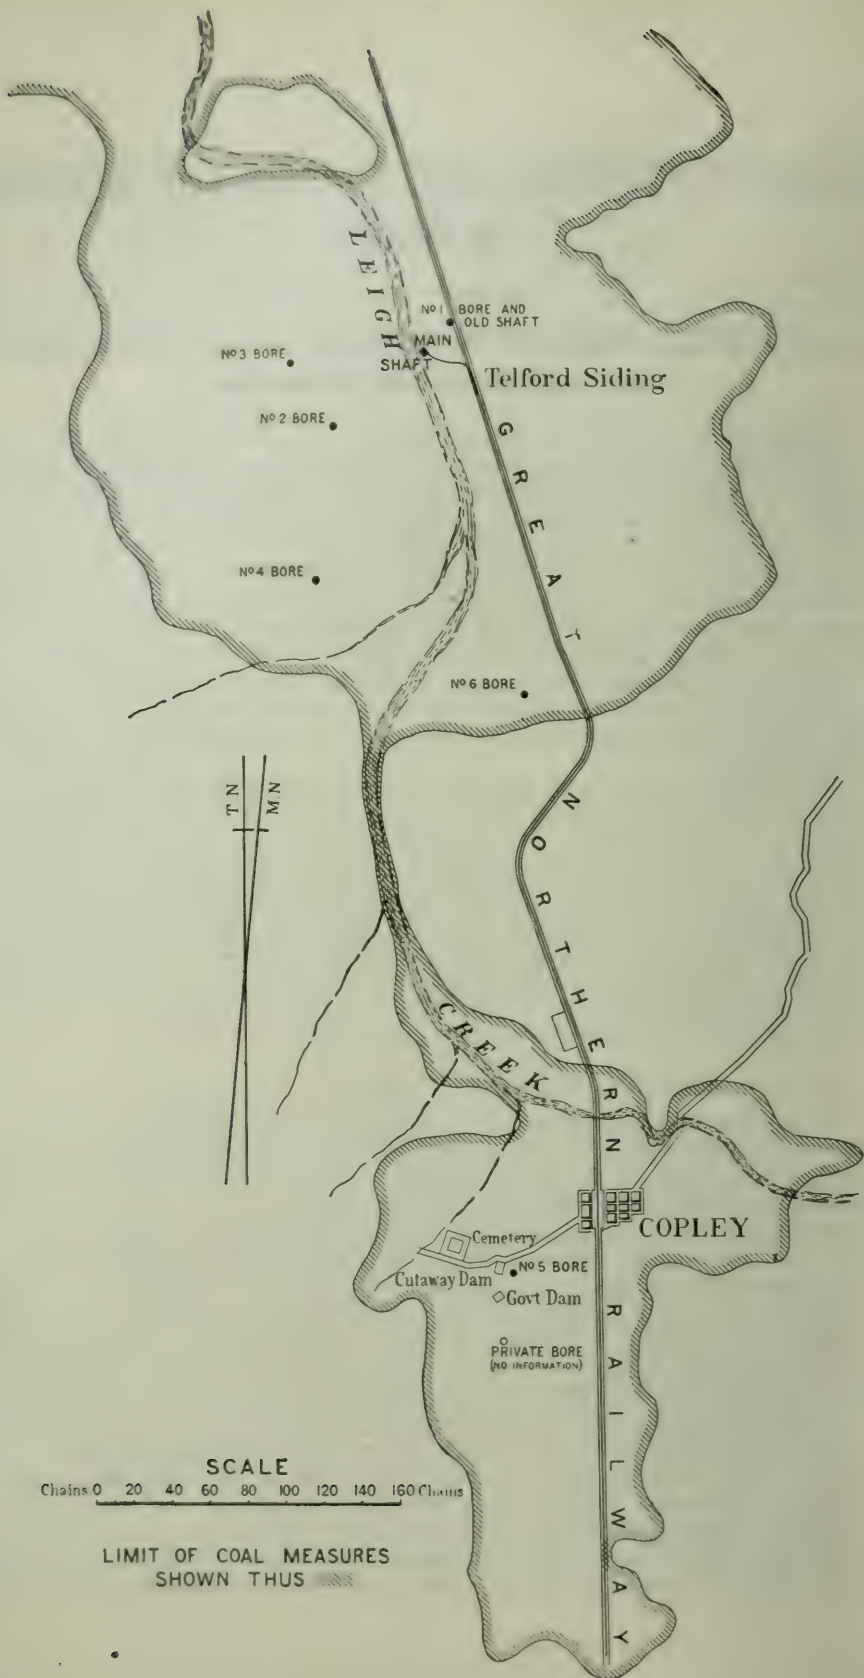 LEIGH
No 1 BORE AND
OLD SHAFT
MAIN
SHAFT
No 3 BORE
Telford Siding
No 2 BORE
No 4 BORE
No 6 BORE
GREAT
NORTHERN
RAILWAY
T N
M N
CREEK
COPLEY
Cemetery
Cutaway Dam
No 5 BORE
Govt Dam
PRIVATE BORE
(NO INFORMATION)
SCALE
Chains 0 20 40 60 80 100 120 140 160 Chains
LIMIT OF COAL MEASURES
SHOWN THUS